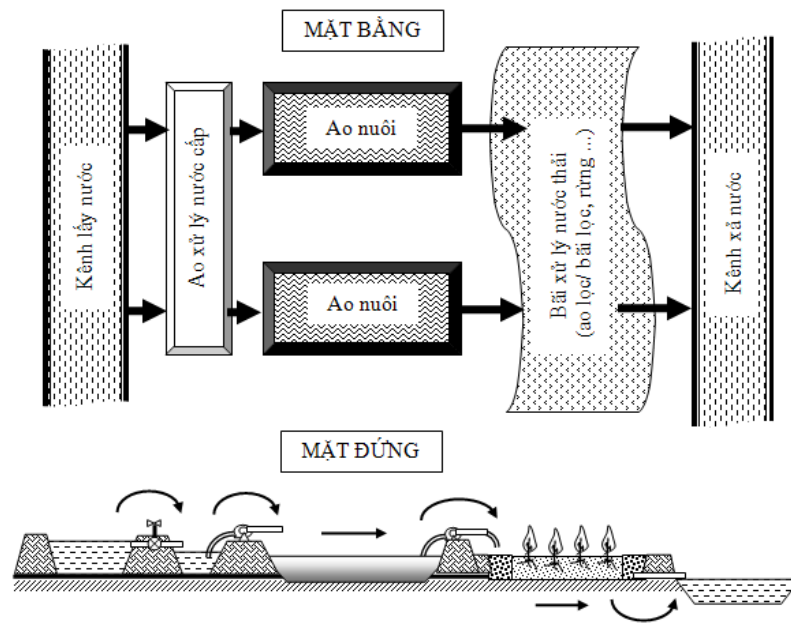 MẶT BẰNG
Kênh lấy nước
Ao xử lý nước cấp
Ao nuôi
Ao nuôi
Bãi xử lý nước thải
(ao lọc/ bãi lọc, rừng ...)
Kênh xả nước
MẶT ĐỨNG